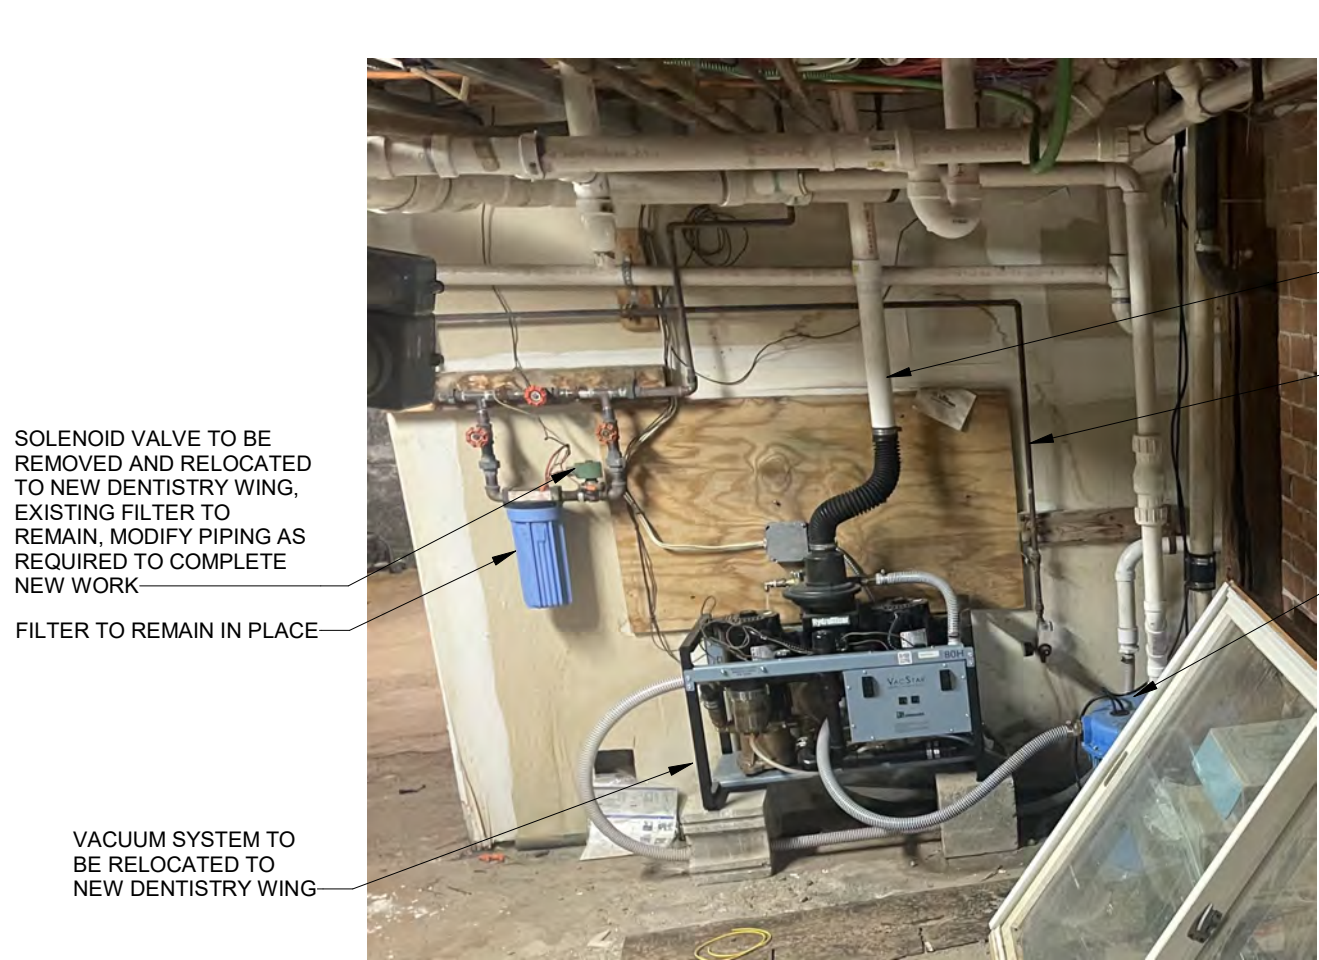 SOLENOID VALVE TO BE
REMOVED AND RELOCATED
TO NEW DENTISTRY WING,
EXISTING FILTER TO
REMAIN, MODIFY PIPING AS
REQUIRED TO COMPLETE
NEW WORK
FILTER TO REMAIN IN PLACE
VACUUM SYSTEM TO
BE RELOCATED TO
NEW DENTISTRY WING
HydroMiser
80H
VACSTAR